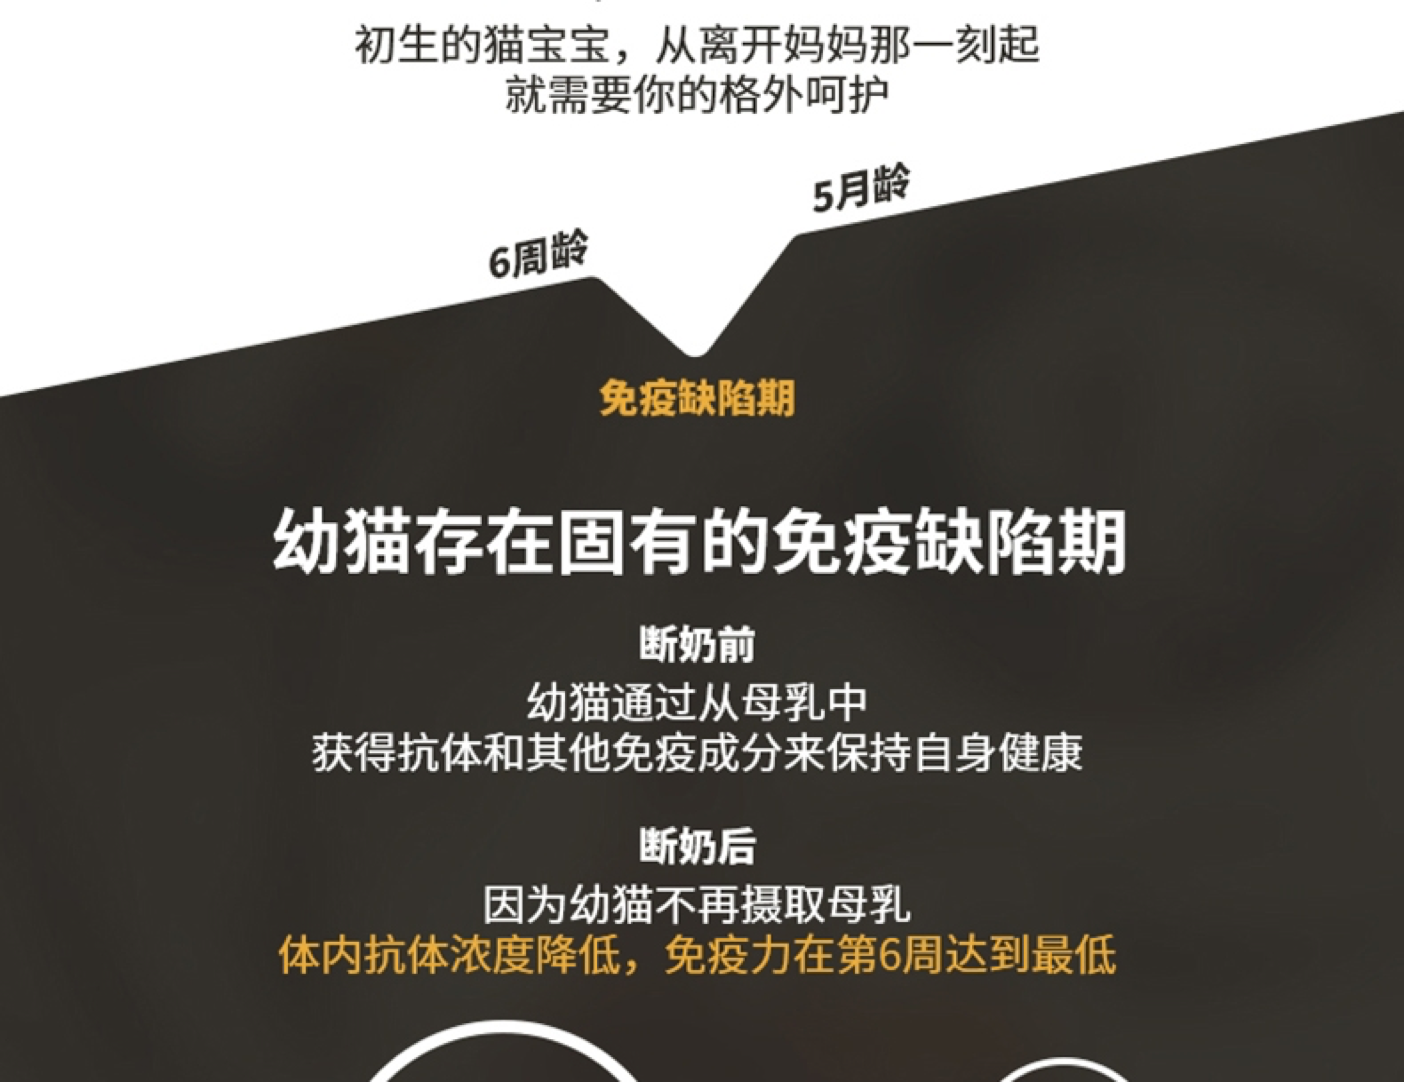 初生的猫宝宝，从离开妈妈那一刻起
就需要你的格外呵护
5月龄
6周龄
免疫缺陷期
幼猫存在固有的免疫缺陷期
断奶前
幼猫通过从母乳中
获得抗体和其他免疫成分来保持自身健康
断奶后
因为幼猫不再摄取母乳
体内抗体浓度降低，免疫力在第6周达到最低